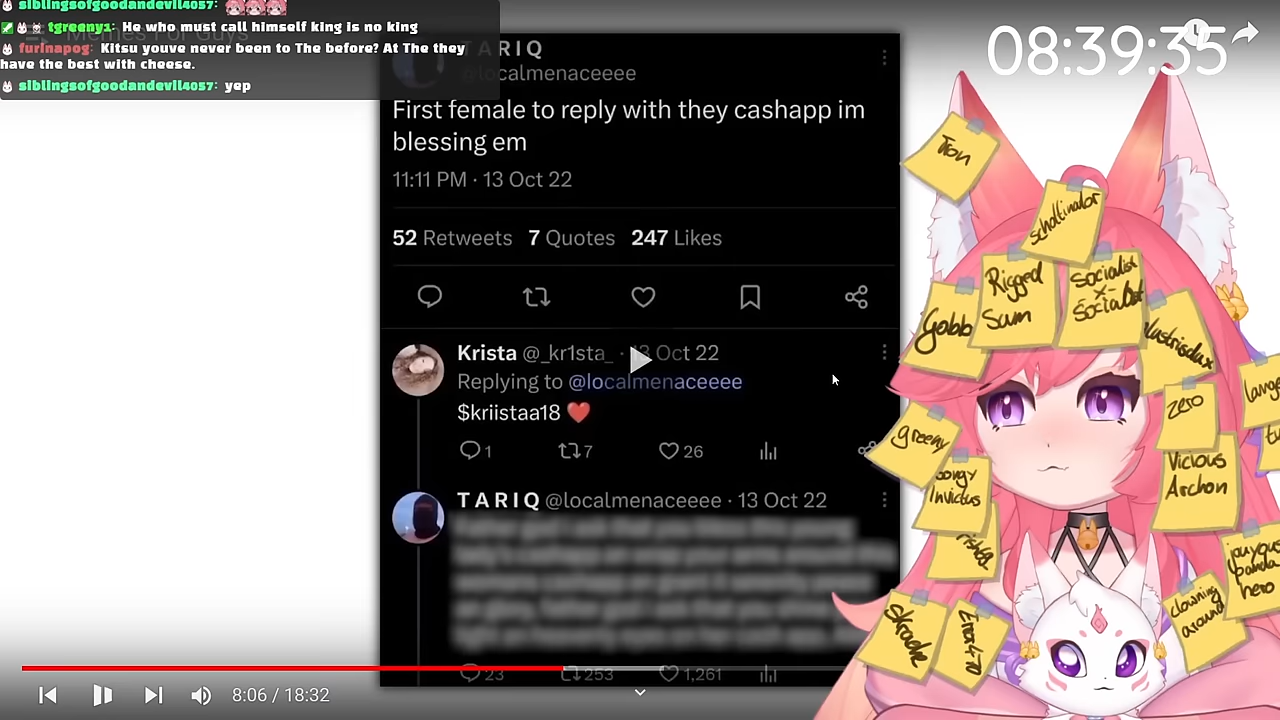 siblingsofgoodandevil4057:
tgreeny1: He who must call himself king is no king
furinapog: Kitsu youve never been to The before? At The they
have the best with cheese.
siblingsofgoodandevil4057: yep
08:39:35
TARIQ
@localmenaceeee
First female to reply with they cashapp im
blessing em
11:11 PM · 13 Oct 22
52 Retweets 7 Quotes 247 Likes
Krista @_kr1sta_ · 13 Oct 22
Replying to @localmenaceeee
$kriistaa18 ❤️
1 7 26
TARIQ @localmenaceeee · 13 Oct 22
23 253 1,261
8:06 / 18:32
Tron
scholtinator
Rigged
Sum
Socialist
-x-
Socialist
Gobb
greeny
Invictus
zero
Vicious
Archon
hero
clowning
around